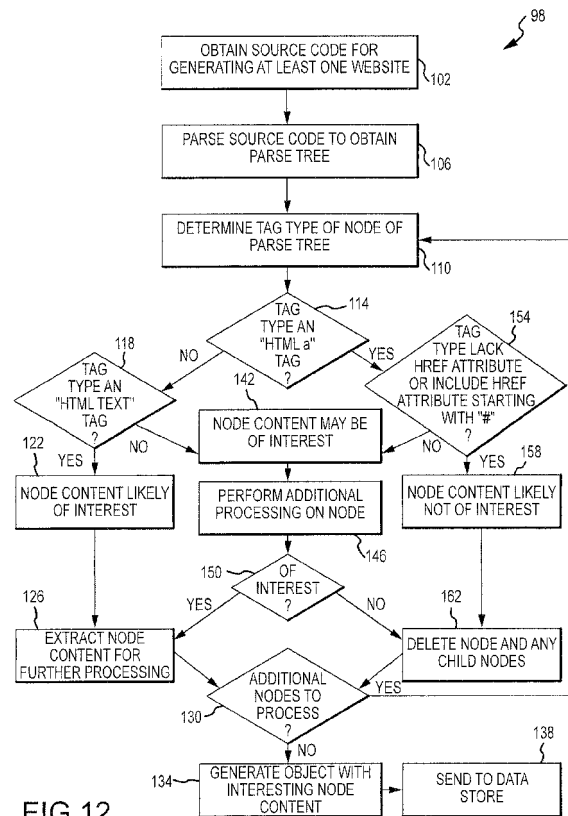 98
OBTAIN SOURCE CODE FOR
GENERATING AT LEAST ONE WEBSITE
102
PARSE SOURCE CODE TO OBTAIN
PARSE TREE
106
DETERMINE TAG TYPE OF NODE OF
PARSE TREE
110
TAG
TYPE AN
"HTML a"
TAG
?
114
NO
YES
118
TAG
TYPE AN
"HTML TEXT"
TAG
?
YES
NO
154
TAG
TYPE LACK
HREF ATTRIBUTE
OR INCLUDE HREF
ATTRIBUTE STARTING
WITH "#"
?
NO
YES
142
NODE CONTENT MAY BE
OF INTEREST
122
NODE CONTENT LIKELY
OF INTEREST
158
NODE CONTENT LIKELY
NOT OF INTEREST
PERFORM ADDITIONAL
PROCESSING ON NODE
146
150
OF
INTEREST
?
YES
NO
126
EXTRACT NODE
CONTENT FOR
FURTHER PROCESSING
162
DELETE NODE AND ANY
CHILD NODES
ADDITIONAL
NODES TO
PROCESS
?
130
YES
NO
134
GENERATE OBJECT WITH
INTERESTING NODE
CONTENT
138
SEND TO DATA
STORE
FIG.12